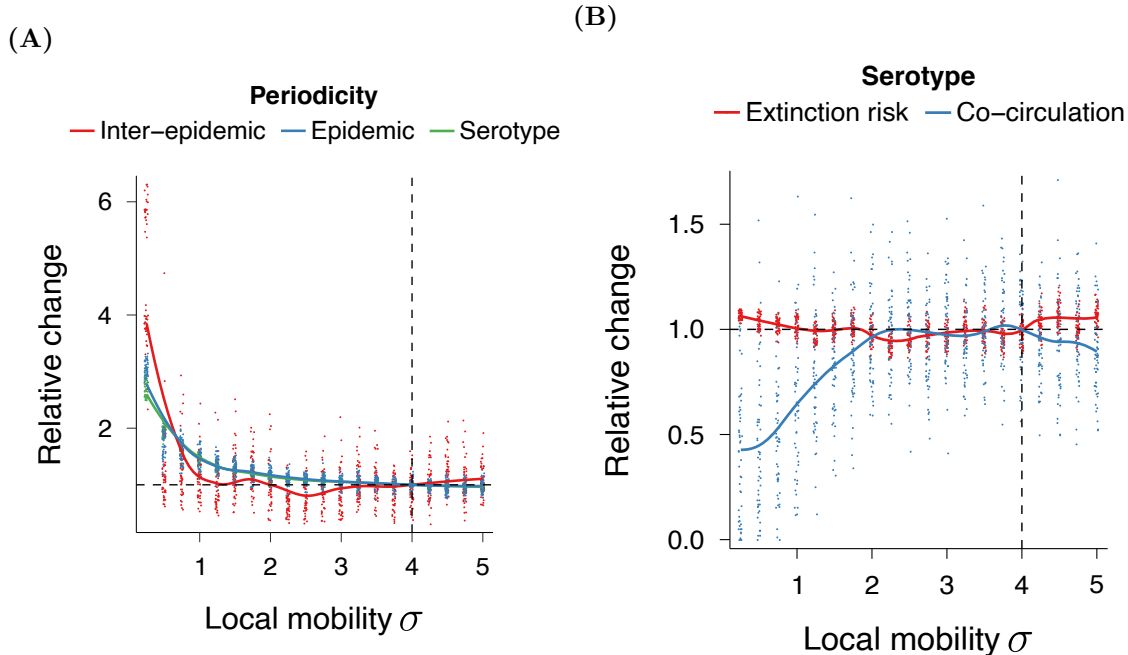 (A)
Periodicity
Inter-epidemic Epidemic Serotype
Relative change
6
4
2
1 2 3 4 5
Local mobility σ
(B)
Serotype
Extinction risk Co-circulation
Relative change
1.5
1.0
0.5
0.0
1 2 3 4 5
Local mobility σ